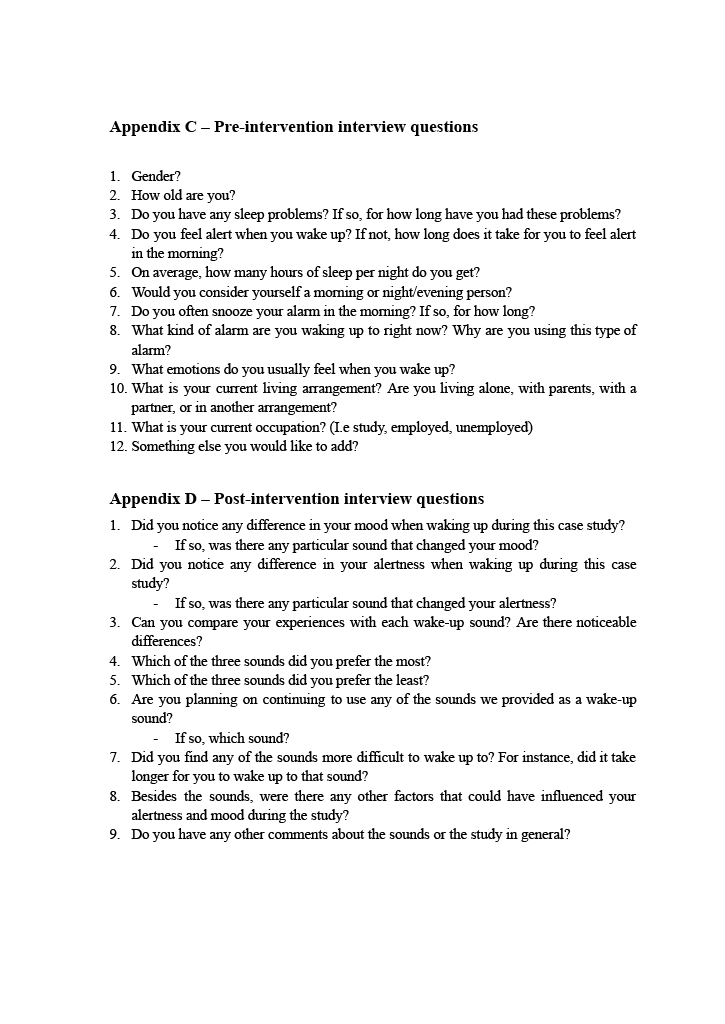 Appendix C – Pre-intervention interview questions
1. Gender?
2. How old are you?
3. Do you have any sleep problems? If so, for how long have you had these problems?
4. Do you feel alert when you wake up? If not, how long does it take for you to feel alert
in the morning?
5. On average, how many hours of sleep per night do you get?
6. Would you consider yourself a morning or night/evening person?
7. Do you often snooze your alarm in the morning? If so, for how long?
8. What kind of alarm are you waking up to right now? Why are you using this type of
alarm?
9. What emotions do you usually feel when you wake up?
10. What is your current living arrangement? Are you living alone, with parents, with a
partner, or in another arrangement?
11. What is your current occupation? (I.e study, employed, unemployed)
12. Something else you would like to add?
Appendix D – Post-intervention interview questions
1. Did you notice any difference in your mood when waking up during this case study?
- If so, was there any particular sound that changed your mood?
2. Did you notice any difference in your alertness when waking up during this case
study?
- If so, was there any particular sound that changed your alertness?
3. Can you compare your experiences with each wake-up sound? Are there noticeable
differences?
4. Which of the three sounds did you prefer the most?
5. Which of the three sounds did you prefer the least?
6. Are you planning on continuing to use any of the sounds we provided as a wake-up
sound?
- If so, which sound?
7. Did you find any of the sounds more difficult to wake up to? For instance, did it take
longer for you to wake up to that sound?
8. Besides the sounds, were there any other factors that could have influenced your
alertness and mood during the study?
9. Do you have any other comments about the sounds or the study in general?